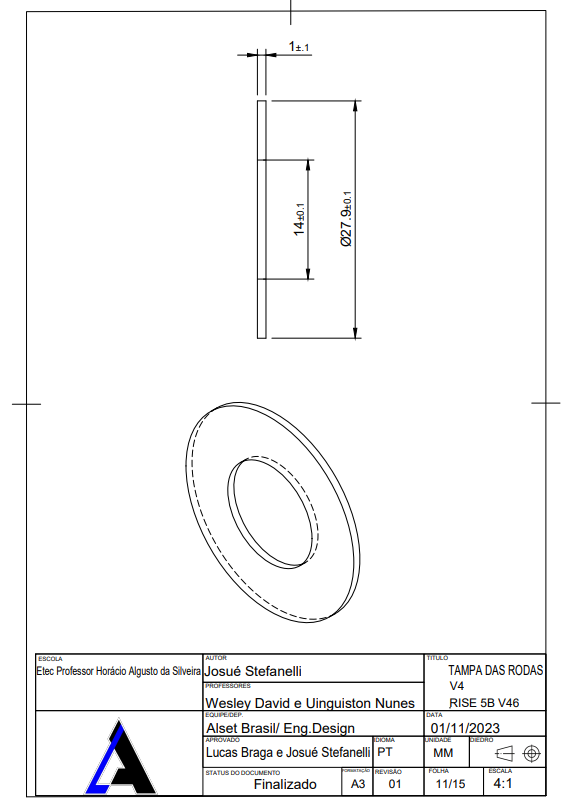 1±.1
14±0.1
Ø27.9±0.1
ESCOLA
Etec Professor Horácio Algusto da Silveira
AUTOR
Josué Stefanelli
PROFESSORES
Wesley David e Uinguiston Nunes
TITULO
TAMPA DAS RODAS
V4
RISE 5B V46
EQUIPE/DEP.
Alset Brasil/ Eng.Design
DATA
01/11/2023
APROVADO
Lucas Braga e Josué Stefanelli
IDIOMA
PT
UNIDADE
MM
DIEDRO
STATUS DO DOCUMENTO
Finalizado
FORMATAÇÃO
A3
REVISÃO
01
FOLHA
11/15
ESCALA
4:1